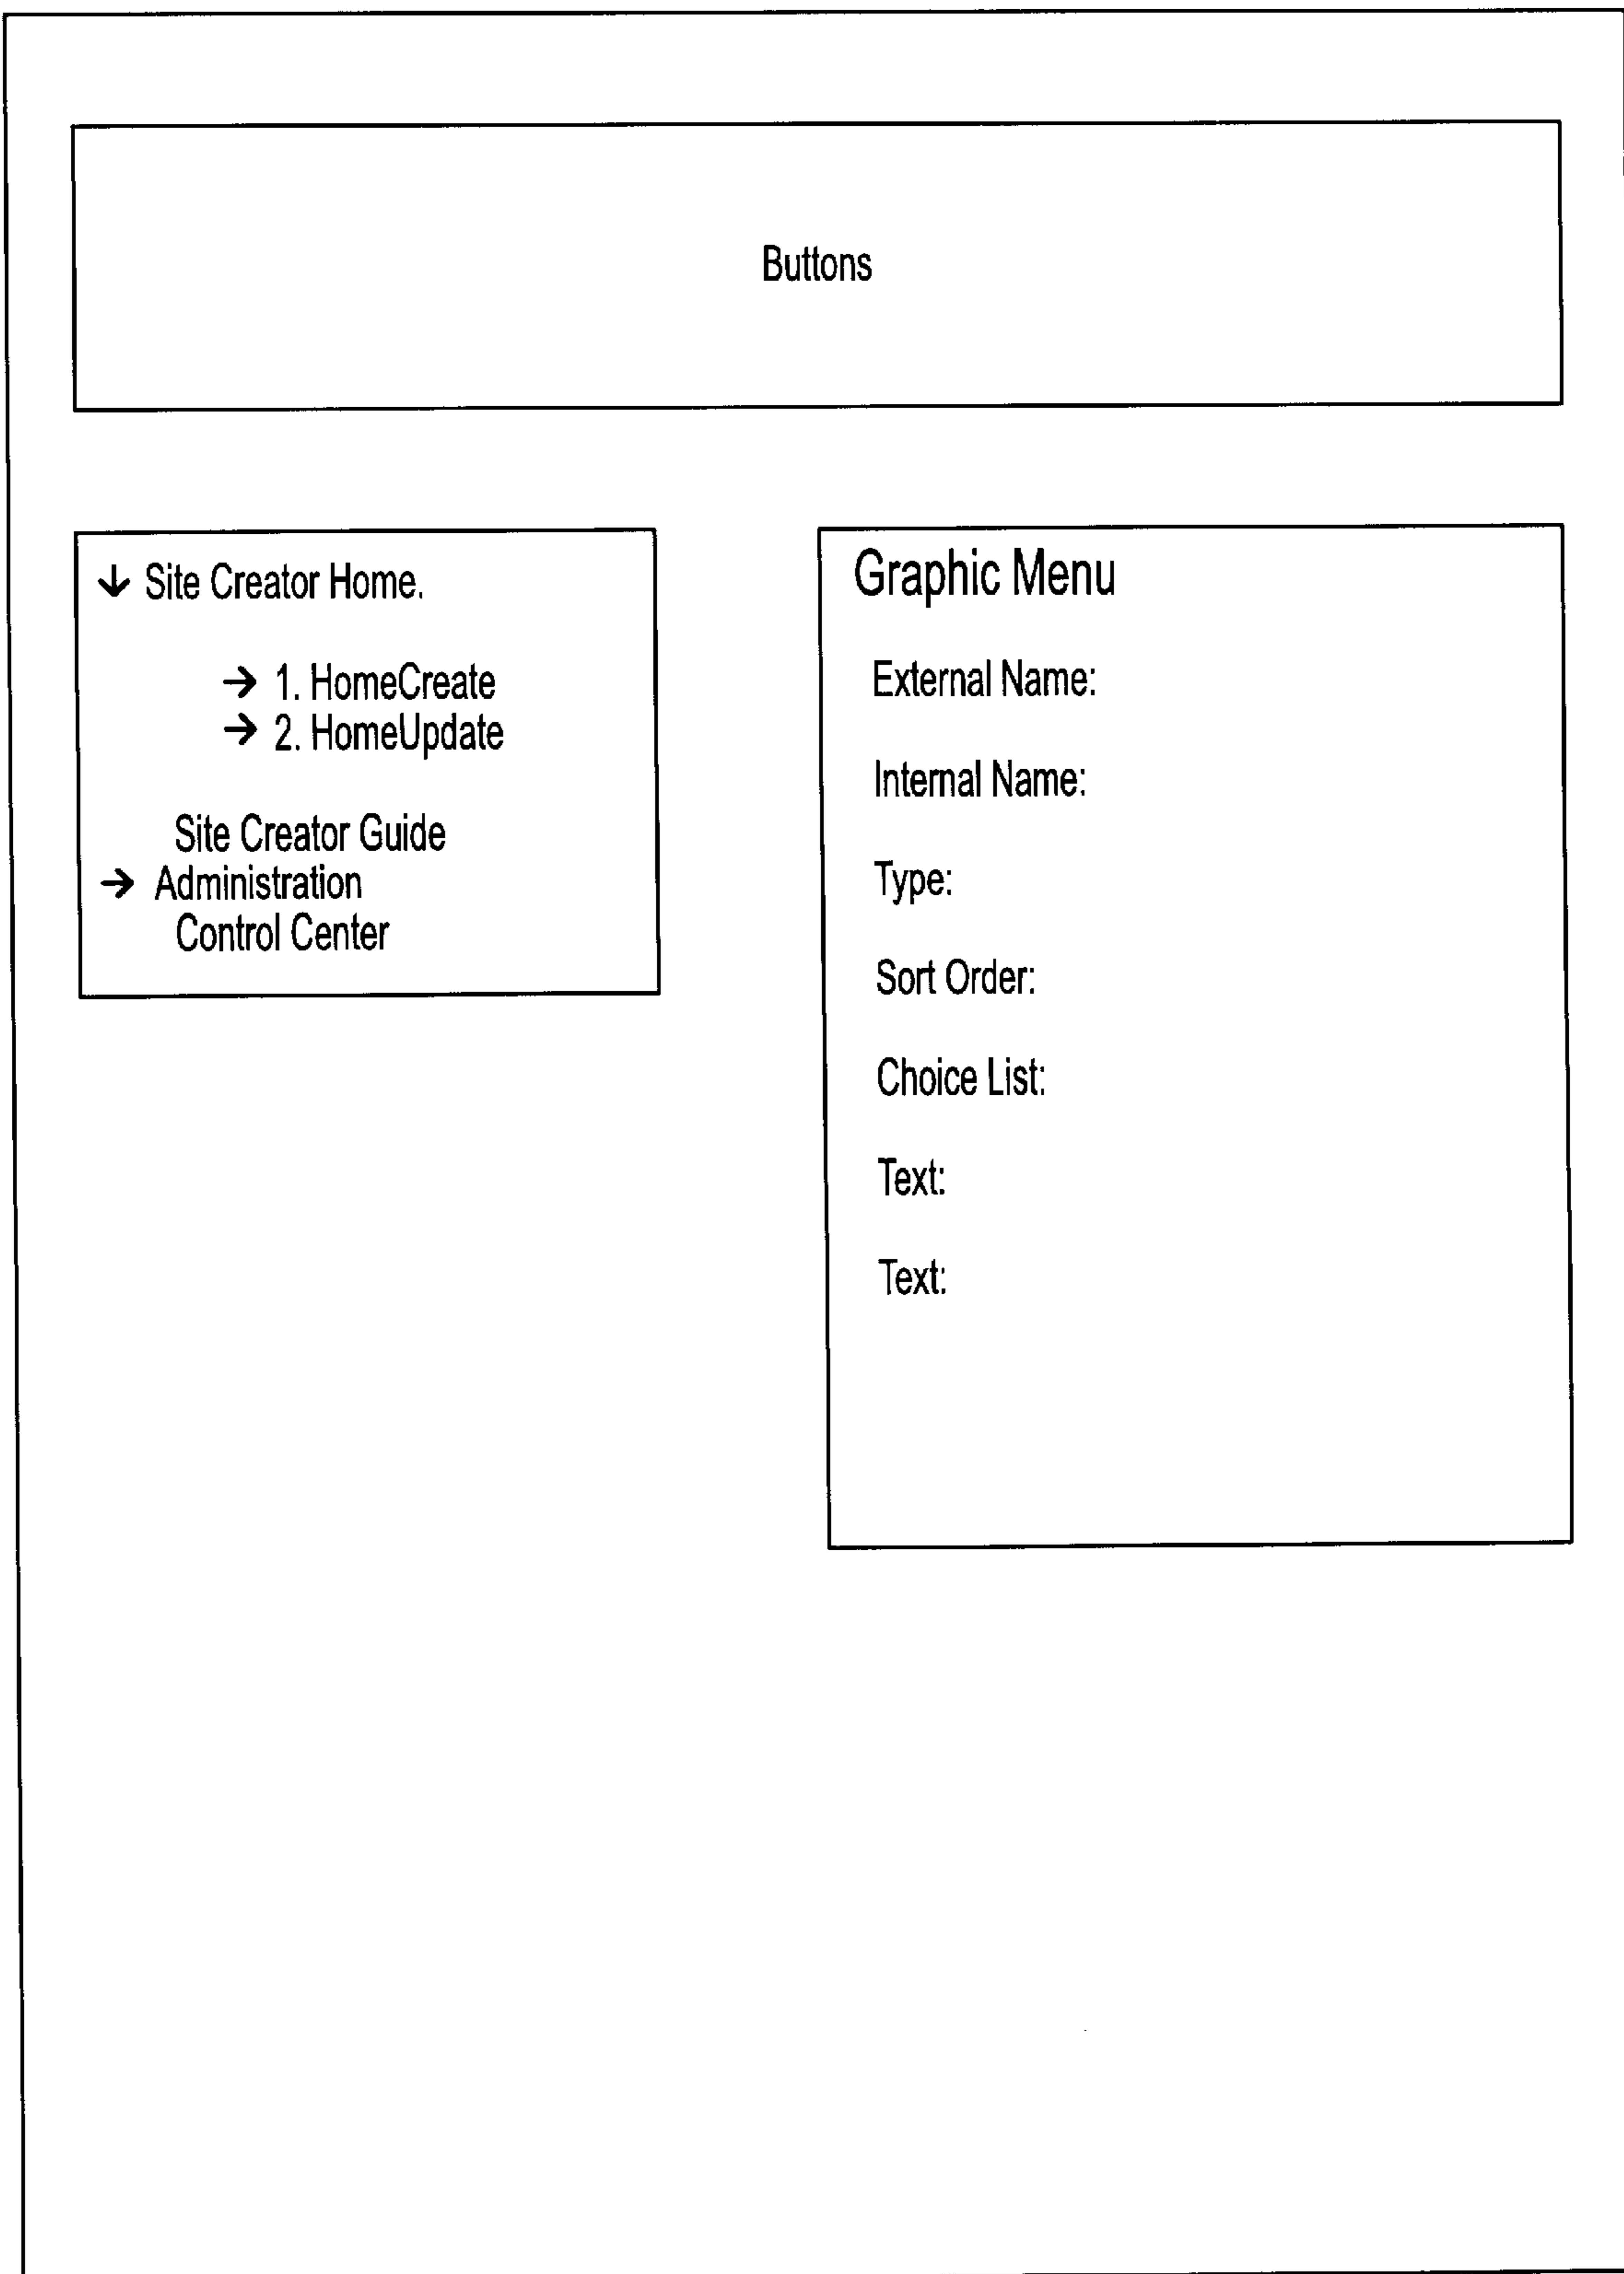 Buttons
↓ Site Creator Home.
→ 1. HomeCreate
→ 2. HomeUpdate
Site Creator Guide
→ Administration
Control Center
Graphic Menu
External Name:
Internal Name:
Type:
Sort Order:
Choice List:
Text:
Text: